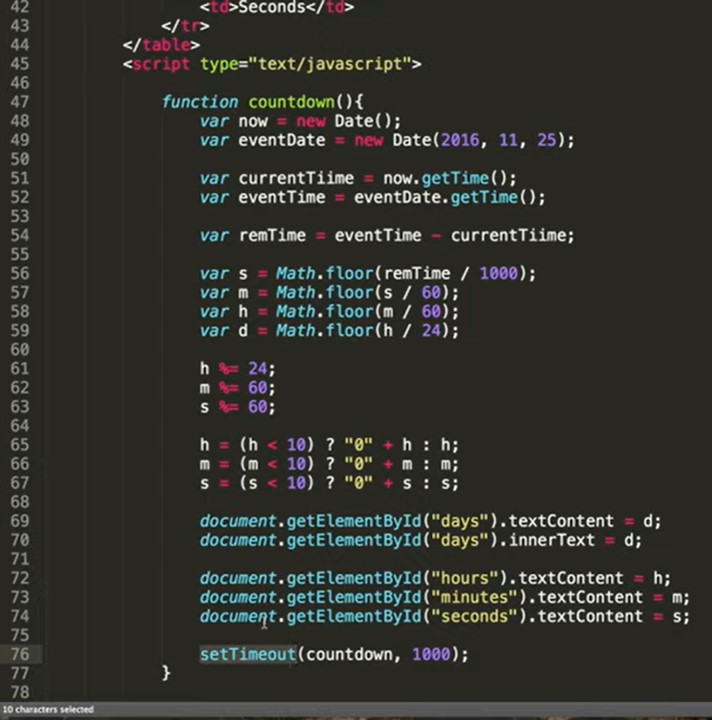 42 <td>Seconds</td>
43 </tr>
44 </table>
45 <script type="text/javascript">
46
47 function countdown(){
48 var now = new Date();
49 var eventDate = new Date(2016, 11, 25);
50
51 var currentTiime = now.getTime();
52 var eventTime = eventDate.getTime();
53
54 var remTime = eventTime - currentTiime;
55
56 var s = Math.floor(remTime / 1000);
57 var m = Math.floor(s / 60);
58 var h = Math.floor(m / 60);
59 var d = Math.floor(h / 24);
60
61 h %= 24;
62 m %= 60;
63 s %= 60;
64
65 h = (h < 10) ? "0" + h : h;
66 m = (m < 10) ? "0" + m : m;
67 s = (s < 10) ? "0" + s : s;
68
69 document.getElementById("days").textContent = d;
70 document.getElementById("days").innerText = d;
71
72 document.getElementById("hours").textContent = h;
73 document.getElementById("minutes").textContent = m;
74 document.getElementById("seconds").textContent = s;
75
76 setTimeout(countdown, 1000);
77 }
78
10 characters selected